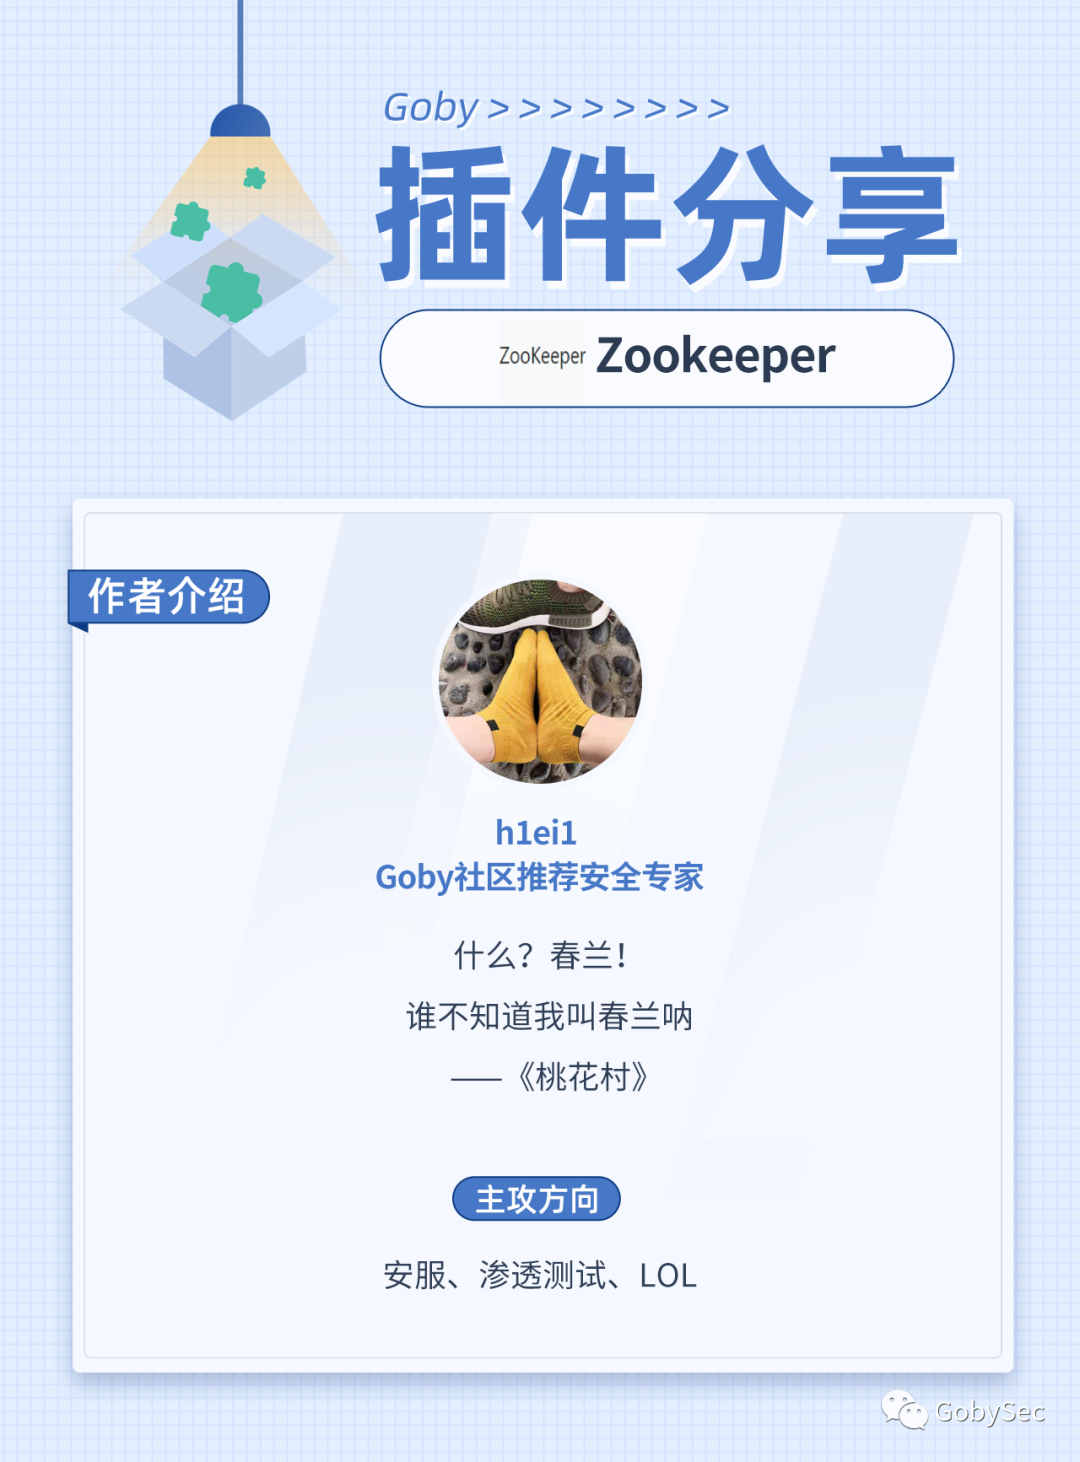 Goby > > > > > > > >
插件分享
ZooKeeper Zookeeper
作者介绍
h1ei1
Goby社区推荐安全专家
什么？春兰！
谁不知道我叫春兰呐
——《桃花村》
主攻方向
安服、渗透测试、LOL
GobySec